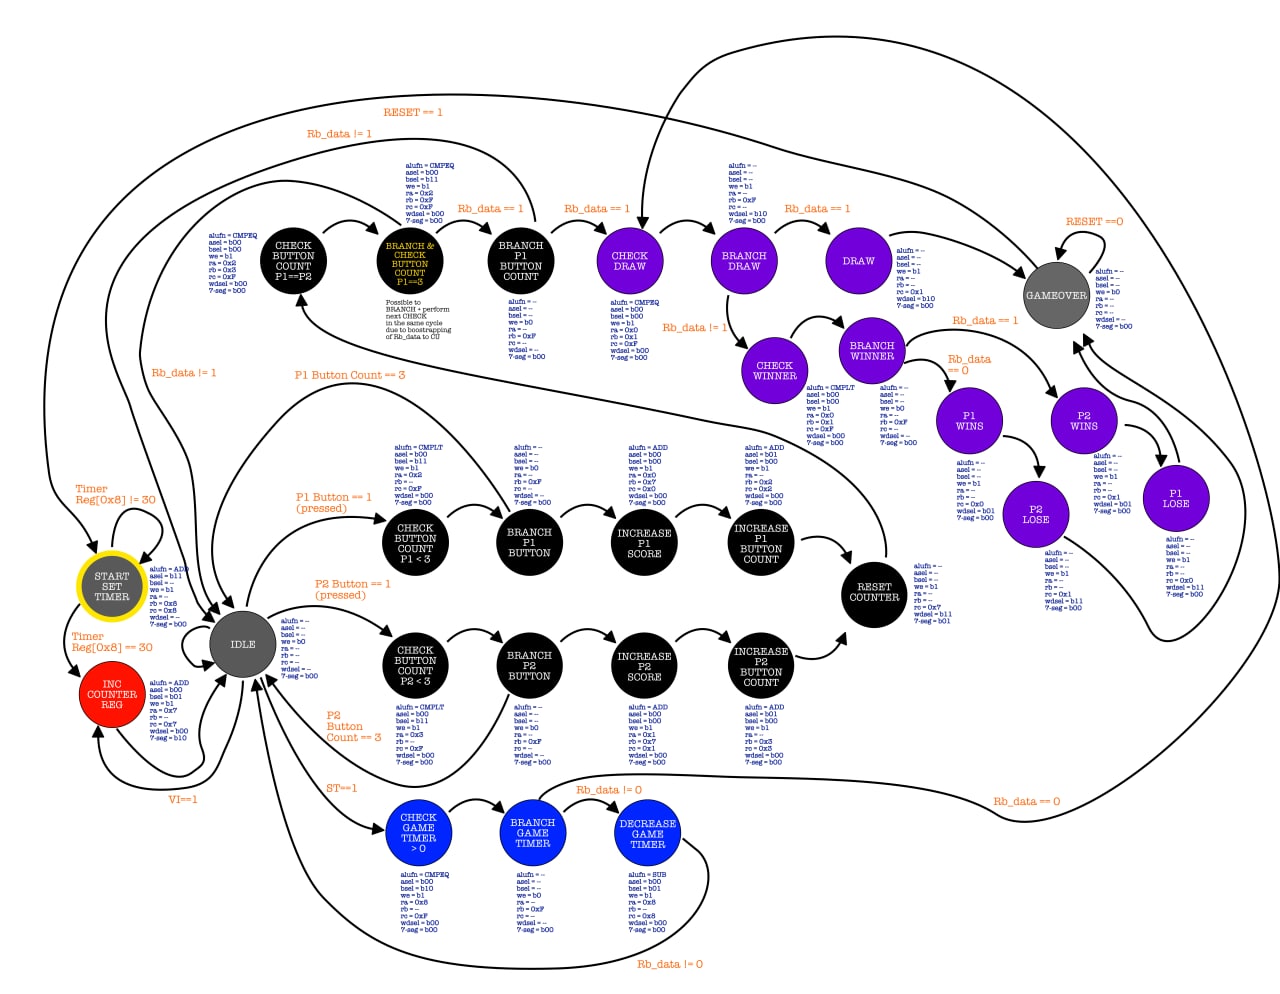 RESET == 1
Rb_data != 1
alufn = CMPEQ
asel = b00
bsel = b11
we = b1
ra = 0x2
rb = 0xF
rc = 0xF
wdsel = b00
7-seg = b00
alufn = --
asel = --
bsel = --
we = b1
ra = --
rb = 0xF
rc = --
wdsel = b10
7-seg = b00
Rb_data == 1
Rb_data == 1
Rb_data == 1
RESET ==0
alufn = CMPEQ
asel = b00
bsel = b00
we = b1
ra = 0x2
rb = 0x3
rc = 0xF
wdsel = b00
7-seg = b00
CHECK
BUTTON
COUNT
P1==P2
BRANCH &
CHECK
BUTTON
COUNT
P1==3
BRANCH
P1
BUTTON
COUNT
CHECK
DRAW
BRANCH
DRAW
DRAW
alufn = --
asel = --
bsel = --
we = b1
ra = --
rb = --
rc = 0x1
wdsel = b10
7-seg = b00
GAMEOVER
alufn = --
asel = --
bsel = --
we = b0
ra = --
rb = --
rc = --
wdsel = --
7-seg = b00
Possible to
BRANCH + perform
next CHECK
in the same cycle
due to boostrapping
of Rb_data to CU
alufn = --
asel = --
bsel = --
we = b0
ra = --
rb = 0xF
rc = --
wdsel = --
7-seg = b00
alufn = CMPEQ
asel = b00
bsel = b00
we = b1
ra = 0x0
rb = 0x1
rc = 0xF
wdsel = b00
7-seg = b00
Rb_data != 1
CHECK
WINNER
BRANCH
WINNER
Rb_data == 1
Rb_data
== 0
alufn = CMPLT
asel = b00
bsel = b00
we = b1
ra = 0x0
rb = 0x1
rc = 0xF
wdsel = b00
7-seg = b00
alufn = --
asel = --
bsel = --
we = b0
ra = --
rb = 0xF
rc = --
wdsel = --
7-seg = b00
P1
WINS
P2
WINS
Rb_data != 1
P1 Button Count == 3
alufn = CMPLT
asel = b00
bsel = b11
we = b1
ra = 0x2
rb = --
rc = 0xF
wdsel = b00
7-seg = b00
alufn = --
asel = --
bsel = --
we = b0
ra = --
rb = 0xF
rc = --
wdsel = --
7-seg = b00
alufn = ADD
asel = b00
bsel = b00
we = b1
ra = 0x0
rb = 0x7
rc = 0x0
wdsel = b00
7-seg = b00
alufn = ADD
asel = b01
bsel = b00
we = b1
ra = --
rb = 0x2
rc = 0x2
wdsel = b00
7-seg = b00
alufn = --
asel = --
bsel = --
we = b1
ra = --
rb = --
rc = 0x0
wdsel = b01
7-seg = b00
alufn = --
asel = --
bsel = --
we = b1
ra = --
rb = --
rc = 0x1
wdsel = b01
7-seg = b00
P2
LOSE
P1
LOSE
Timer
Reg[0x8] != 30
P1 Button == 1
(pressed)
CHECK
BUTTON
COUNT
P1 < 3
BRANCH
P1
BUTTON
INCREASE
P1
SCORE
INCREASE
P1
BUTTON
COUNT
alufn = --
asel = --
bsel = --
we = b1
ra = --
rb = --
rc = 0x1
wdsel = b11
7-seg = b00
alufn = --
asel = --
bsel = --
we = b1
ra = --
rb = --
rc = 0x0
wdsel = b11
7-seg = b00
START
SET
TIMER
alufn = ADD
asel = b11
bsel = --
we = b1
ra = --
rb = 0x8
rc = 0x8
wdsel = --
7-seg = b00
P2 Button == 1
(pressed)
RESET
COUNTER
alufn = --
asel = --
bsel = --
we = b1
ra = --
rb = --
rc = 0x7
wdsel = b11
7-seg = b01
Timer
Reg[0x8] == 30
IDLE
alufn = --
asel = --
bsel = --
we = b0
ra = --
rb = --
rc = --
wdsel = --
7-seg = b00
CHECK
BUTTON
COUNT
P2 < 3
BRANCH
P2
BUTTON
INCREASE
P2
SCORE
INCREASE
P2
BUTTON
COUNT
INC
COUNTER
REG
alufn = ADD
asel = b00
bsel = b01
we = b1
ra = 0x7
rb = --
rc = 0x7
wdsel = b00
7-seg = b10
P2
Button
Count == 3
alufn = CMPLT
asel = b00
bsel = b11
we = b1
ra = 0x3
rb = --
rc = 0xF
wdsel = b00
7-seg = b00
alufn = --
asel = --
bsel = --
we = b0
ra = --
rb = 0xF
rc = --
wdsel = --
7-seg = b00
alufn = ADD
asel = b00
bsel = b00
we = b1
ra = 0x1
rb = 0x7
rc = 0x1
wdsel = b00
7-seg = b00
alufn = ADD
asel = b01
bsel = b00
we = b1
ra = --
rb = 0x3
rc = 0x3
wdsel = b00
7-seg = b00
VI==1
ST==1
Rb_data != 0
Rb_data == 0
CHECK
GAME
TIMER
> 0
BRANCH
GAME
TIMER
DECREASE
GAME
TIMER
alufn = CMPEQ
asel = b00
bsel = b10
we = b1
ra = 0x8
rb = --
rc = 0xF
wdsel = b00
7-seg = b00
alufn = --
asel = --
bsel = --
we = b0
ra = --
rb = 0xF
rc = --
wdsel = --
7-seg = b00
alufn = SUB
asel = b00
bsel = b01
we = b1
ra = 0x8
rb = --
rc = 0x8
wdsel = b00
7-seg = b00
Rb_data != 0